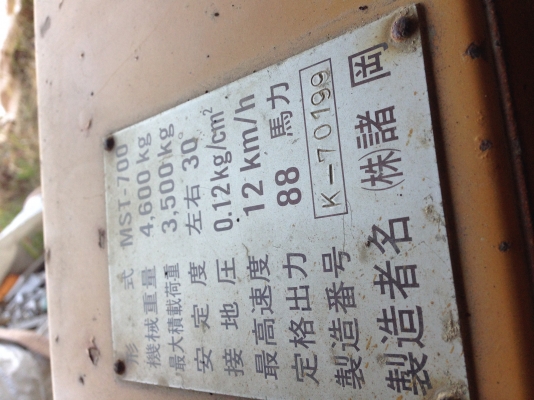 形式 MST-700
機械重量 4,600 kg
最大積載荷重 3,500 kg
安定度 左右 30°
接地圧 0.12 kg/cm²
最高速度 12 km/h
定格出力 88 馬力
製造番号 K-70199
製造者名 ㈱諸岡